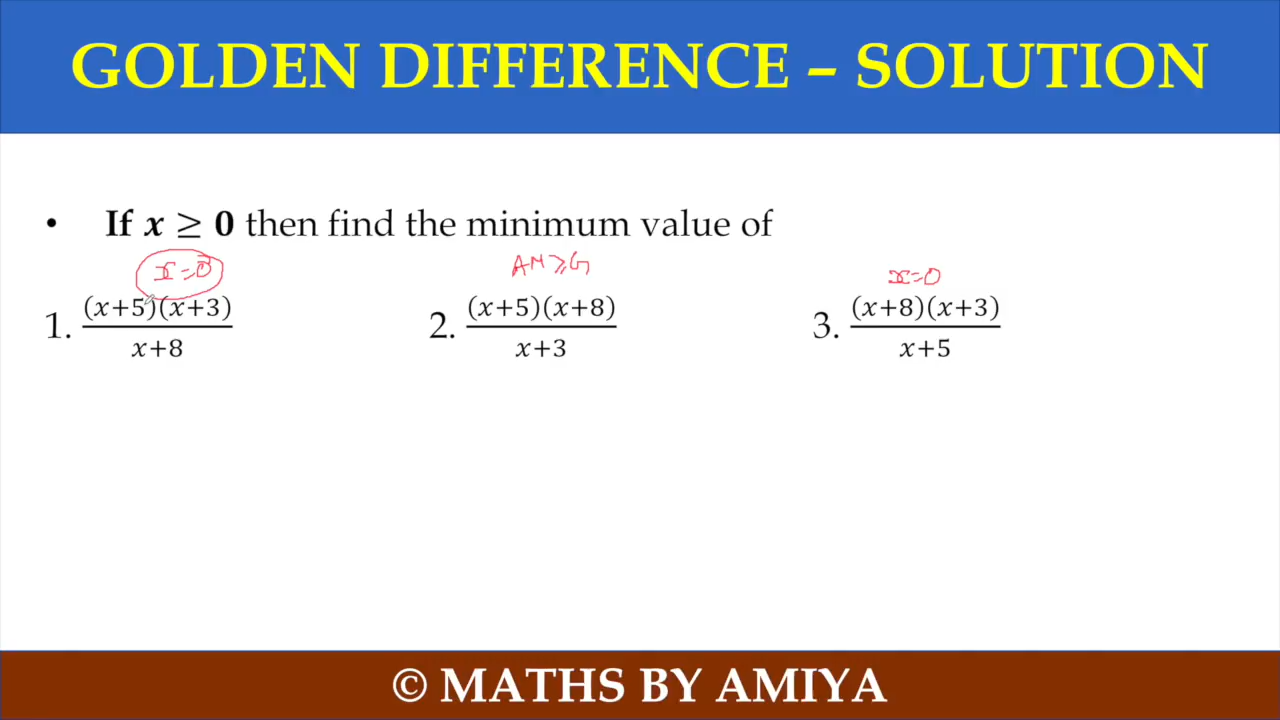 GOLDEN DIFFERENCE – SOLUTION
• If x ≥ 0 then find the minimum value of
x=0 AM ≥ G x=0
1. (x+5)(x+3)/x+8 2. (x+5)(x+8)/x+3 3. (x+8)(x+3)/x+5
© MATHS BY AMIYA